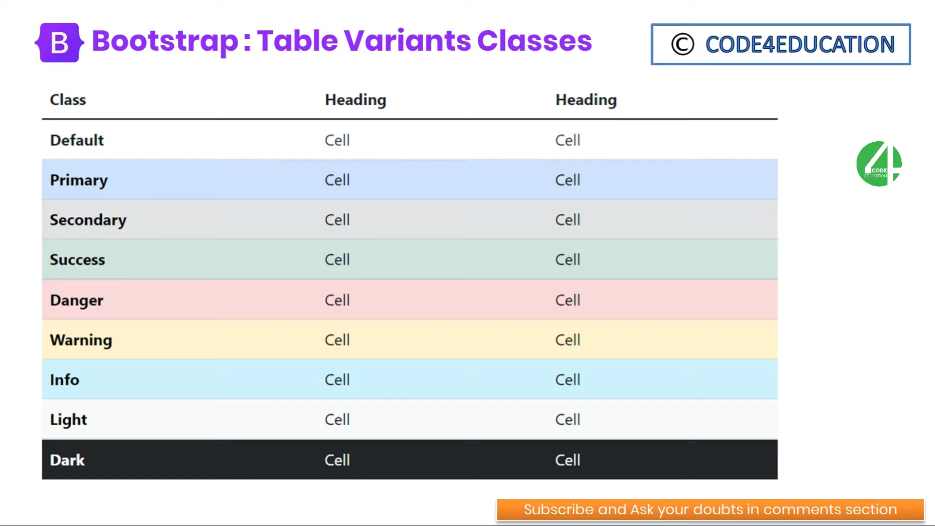 B Bootstrap : Table Variants Classes
© CODE4EDUCATION
Class Heading Heading
Default Cell Cell
Primary Cell Cell
Secondary Cell Cell
Success Cell Cell
Danger Cell Cell
Warning Cell Cell
Info Cell Cell
Light Cell Cell
Dark Cell Cell
4
CODE
Subscribe and Ask your doubts in comments section